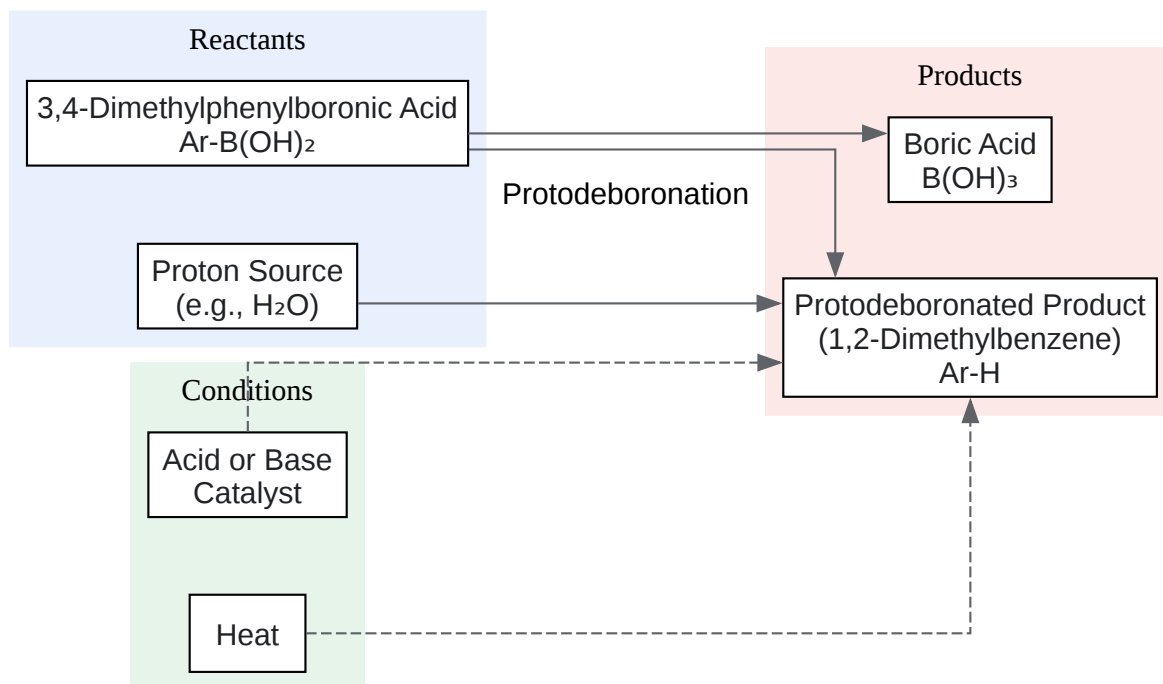 Reactants
3,4-Dimethylphenylboronic Acid
Ar-B(OH)₂
Protodeboronation
Proton Source
(e.g., H₂O)
Products
Boric Acid
B(OH)₃
Protodeboronated Product
(1,2-Dimethylbenzene)
Ar-H
Conditions
Acid or Base
Catalyst
Heat